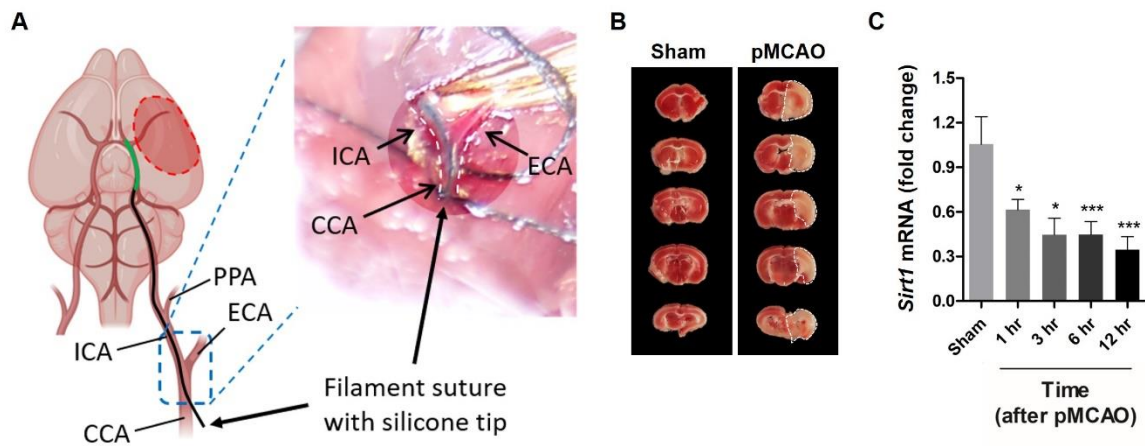 A
ICA
ECA
CCA
PPA
ECA
ICA
CCA
Filament suture
with silicone tip
B
Sham
pMCAO
C
Sirt1 mRNA (fold change)
1.5
1.2
0.9
0.6
0.3
0.0
*
*
***
***
Sham
1 hr
3 hr
6 hr
12 hr
Time
(after pMCAO)